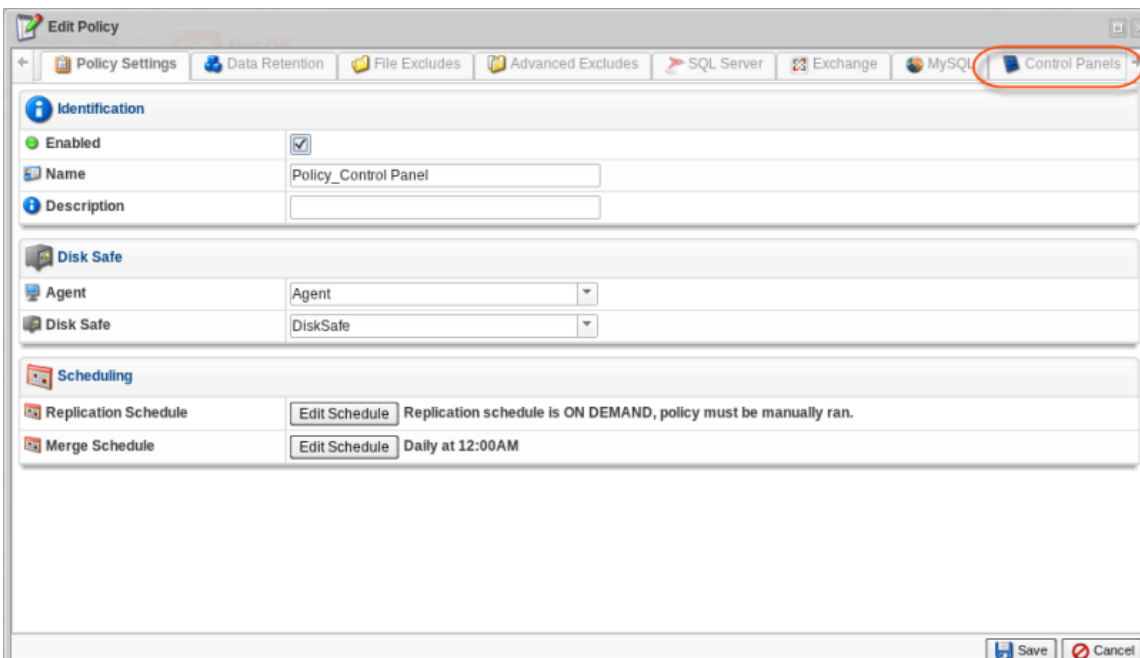 Edit Policy
Policy Settings Data Retention File Excludes Advanced Excludes SQL Server Exchange MySQL Control Panels
Identification
Enabled
Name Policy_Control Panel
Description
Disk Safe
Agent Agent
Disk Safe DiskSafe
Scheduling
Replication Schedule Edit Schedule Replication schedule is ON DEMAND, policy must be manually ran.
Merge Schedule Edit Schedule Daily at 12:00AM
Save Cancel